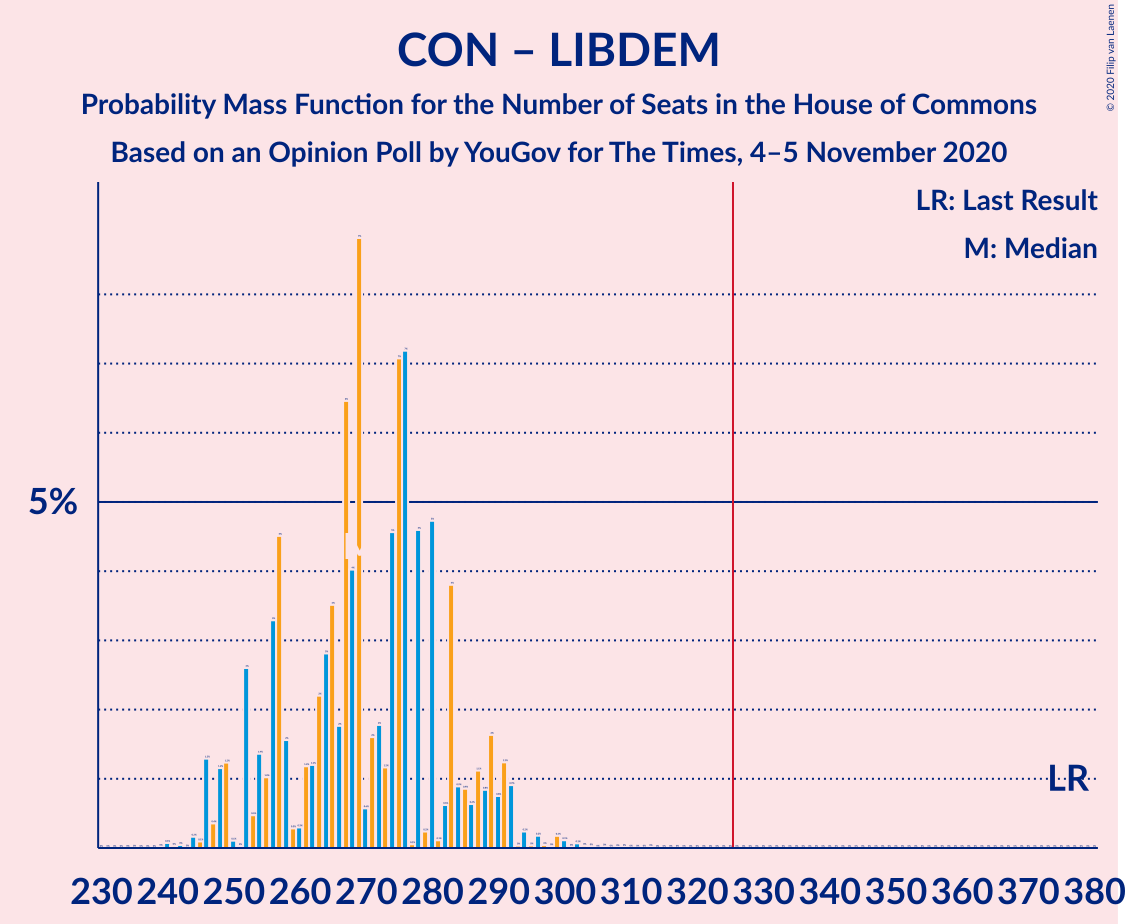 CON – LIBDEM
Probability Mass Function for the Number of Seats in the House of Commons
Based on an Opinion Poll by YouGov for The Times, 4–5 November 2020
© 2020 Filip van Laenen
LR: Last Result
M: Median
5%
M
LR
230 240 250 260 270 280 290 300 310 320 330 340 350 360 370 380